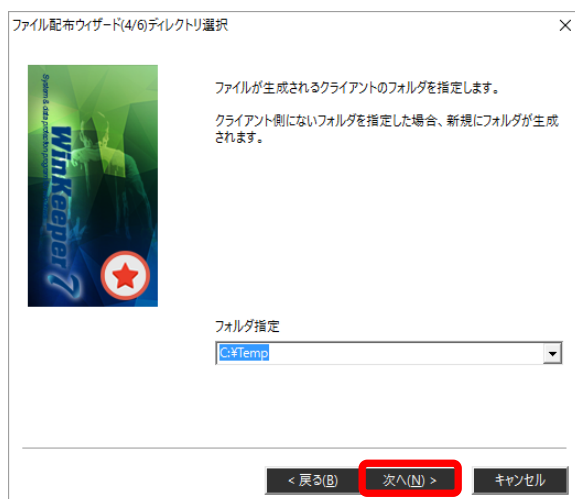 ファイル配布ウィザード(4/6)ディレクトリ選択
System & data protection program
WinKeeper 7
ファイルが生成されるクライアントのフォルダを指定します。
クライアント側にないフォルダを指定した場合、新規にフォルダが生成
されます。
フォルダ指定
C:¥Temp
< 戻る(B)
次へ(N) >
キャンセル